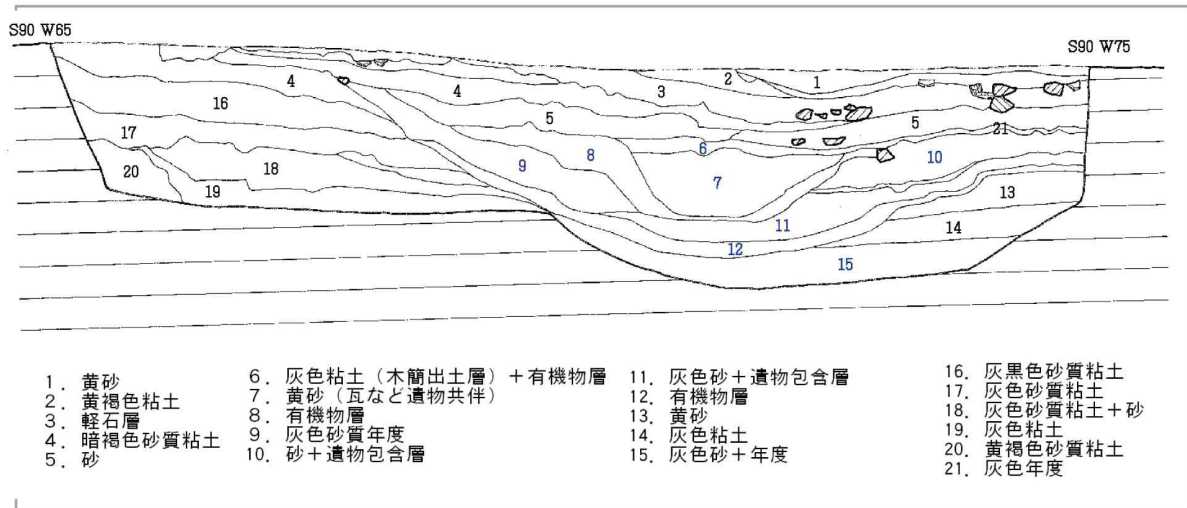 S90 W65
S90 W75
4
4
3
2
1
16
5
5
21
17
6
8
10
9
20
18
7
19
13
11
14
12
15
1. 黄砂
2. 黄褐色粘土
3. 軽石層
4. 暗褐色砂質粘土
5. 砂
6. 灰色粘土（木簡出土層）＋有機物層
7. 黄砂（瓦など遺物共伴）
8. 有機物層
9. 灰色砂質年度
10. 砂＋遺物包含層
11. 灰色砂＋遺物包含層
12. 有機物層
13. 黄砂
14. 灰色粘土
15. 灰色砂＋年度
16. 灰黒色砂質粘土
17. 灰色砂質粘土
18. 灰色砂質粘土＋砂
19. 灰色粘土
20. 黄褐色砂質粘土
21. 灰色年度